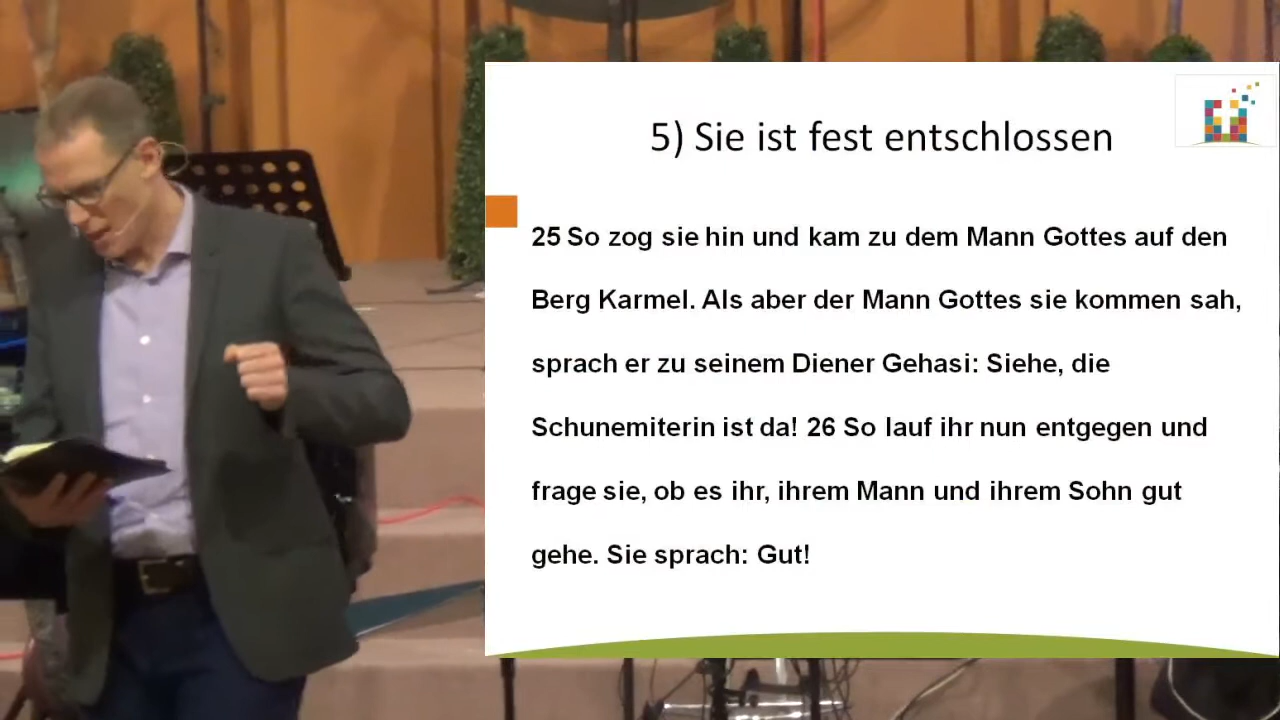 5) Sie ist fest entschlossen
25 So zog sie hin und kam zu dem Mann Gottes auf den
Berg Karmel. Als aber der Mann Gottes sie kommen sah,
sprach er zu seinem Diener Gehasi: Siehe, die
Schunemiterin ist da! 26 So lauf ihr nun entgegen und
frage sie, ob es ihr, ihrem Mann und ihrem Sohn gut
gehe. Sie sprach: Gut!